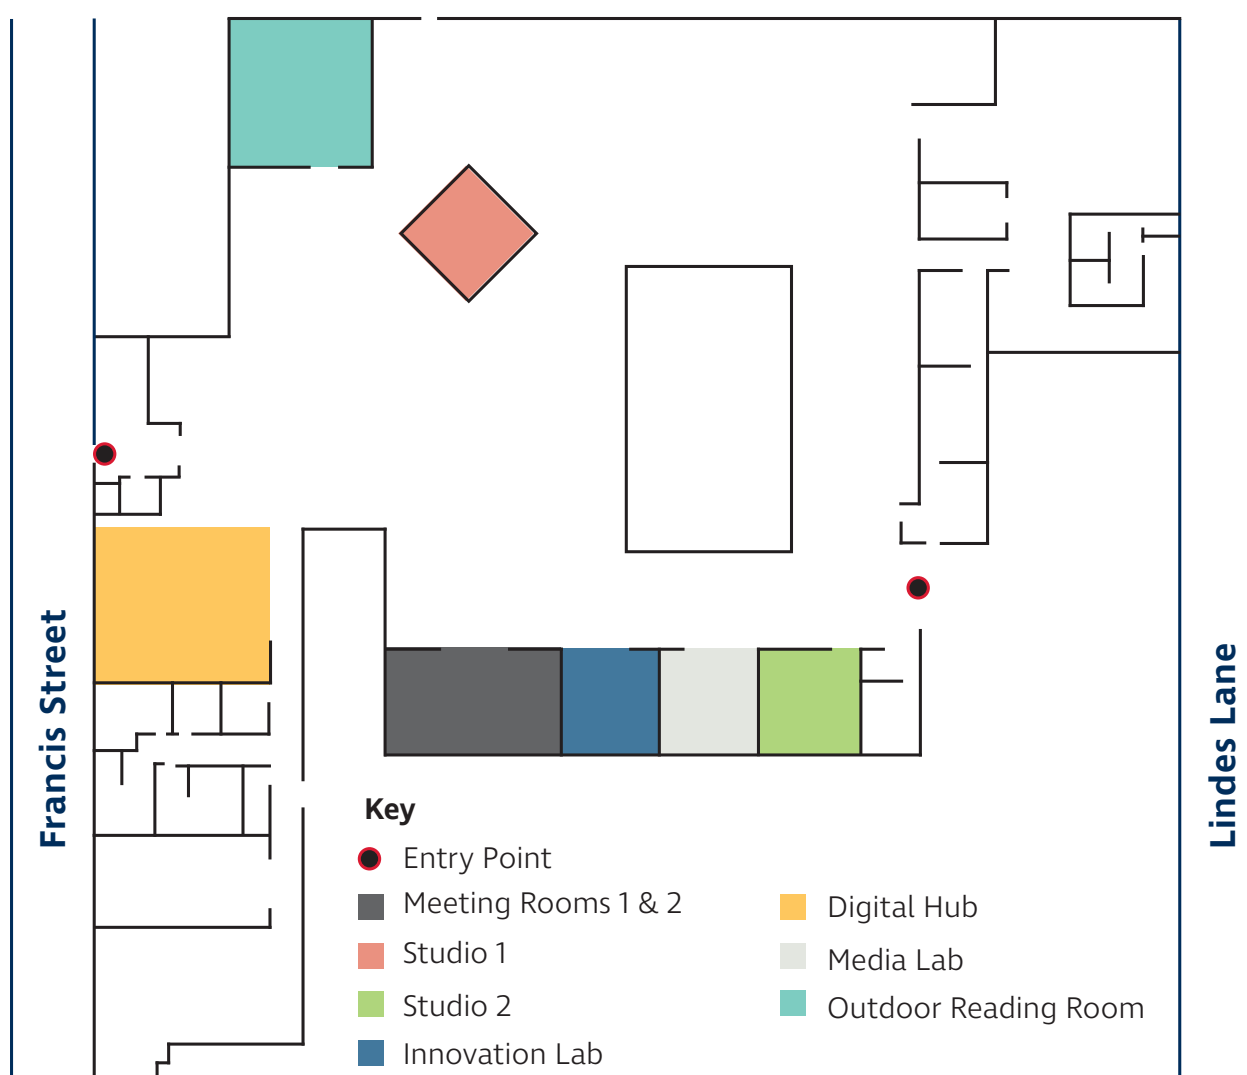 Francis Street
Lindes Lane
Key
Entry Point
Meeting Rooms 1 & 2
Studio 1
Studio 2
Innovation Lab
Digital Hub
Media Lab
Outdoor Reading Room